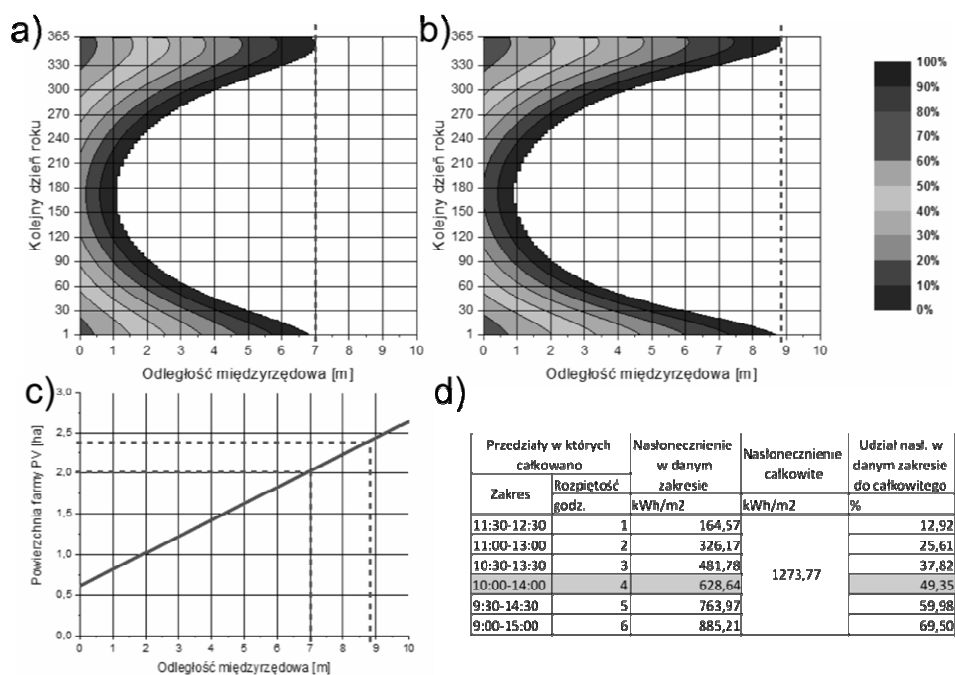 a)
365
330
300
270
240
210
180
150
120
90
60
30
1
Kolejny dzień roku
0 1 2 3 4 5 6 7 8 9 10
Odległość międzyrzędowa [m]
b)
365
330
300
270
240
210
180
150
120
90
60
30
1
Kolejny dzień roku
0 1 2 3 4 5 6 7 8 9 10
Odległość międzyrzędowa [m]
100%
90%
80%
70%
60%
50%
40%
30%
20%
10%
0%
c)
3,0
2,5
2,0
1,5
1,0
0,5
0,0
Powierzchnia farmy PV [ha]
0 1 2 3 4 5 6 7 8 9 10
Odległość międzyrzędowa [m]
d)
Przedziały w których całkowano
Nasłonecznienie w danym zakresie
Nasłonecznienie całkowite
Udział nasł. w danym zakresie do całkowitego
Zakres
Rozpiętość
godz. kWh/m2 kWh/m2 %
11:30-12:30 1 164,57 12,92
11:00-13:00 2 326,17 25,61
10:30-13:30 3 481,78 37,82
1273,77
10:00-14:00 4 628,64 49,35
9:30-14:30 5 763,97 59,98
9:00-15:00 6 885,21 69,50